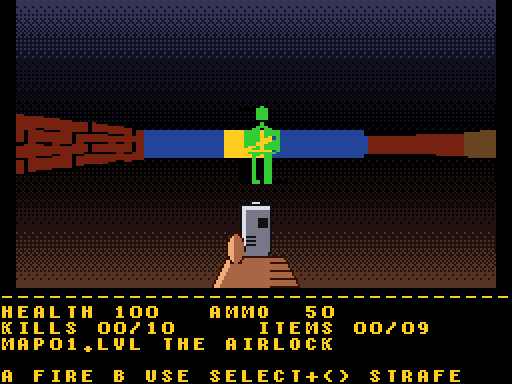 HEALTH 100 AMMO 50
KILLS 00/10 ITEMS 00/09
MAP01.LVL THE AIRLOCK
A FIRE B USE SELECT+<> STRAFE